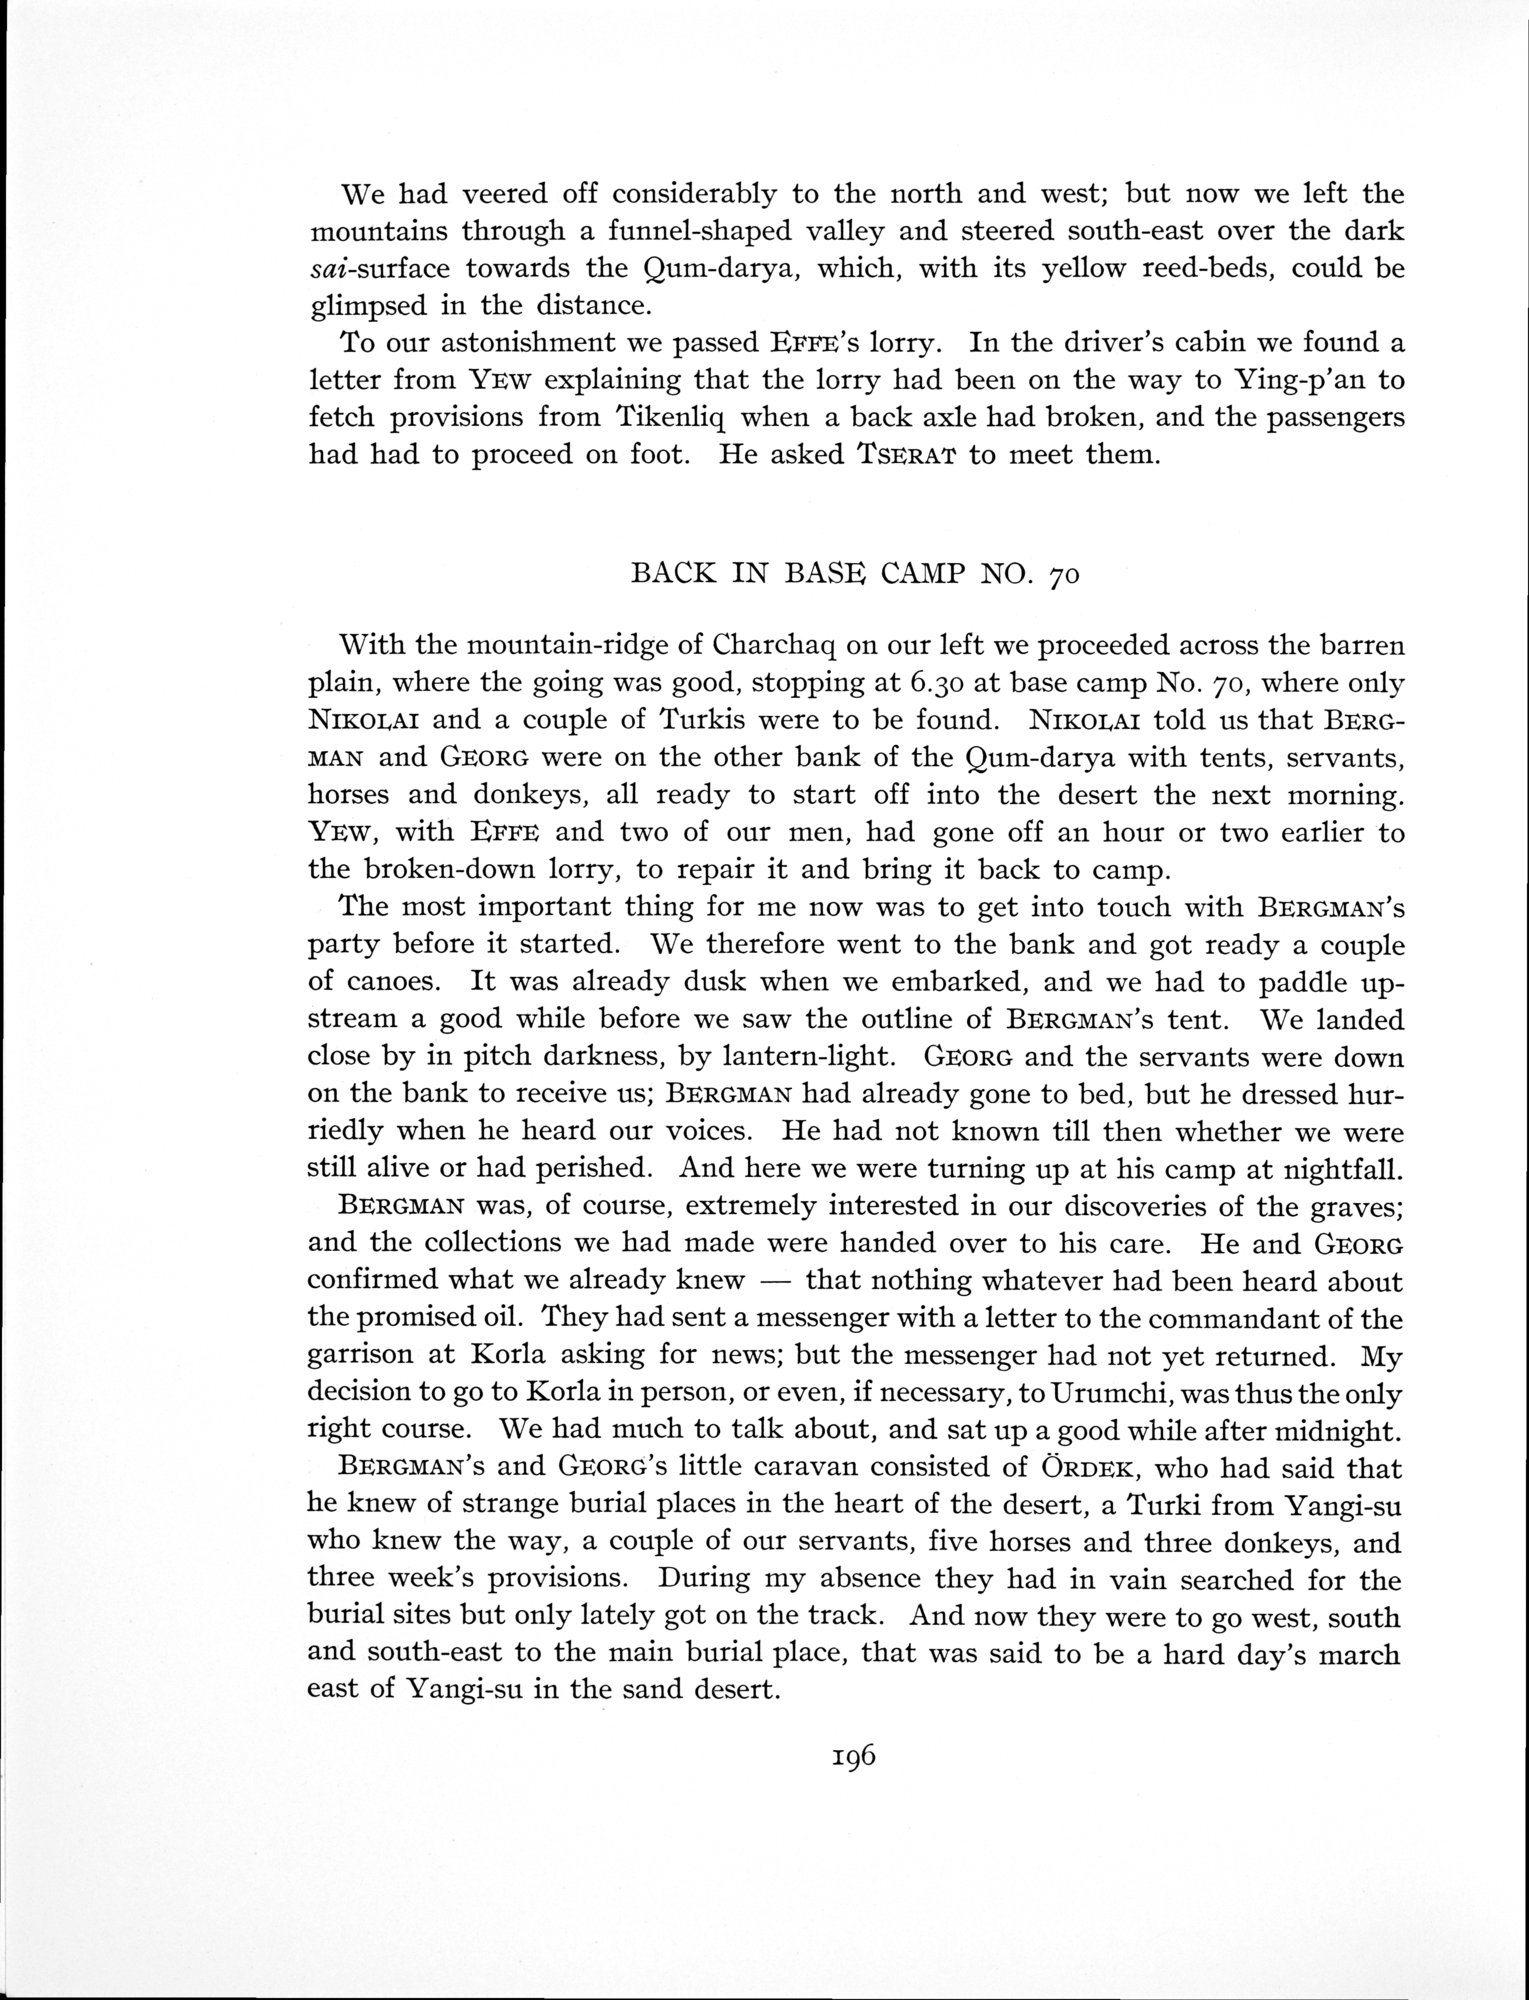 We had veered off considerably to the north and west; but now we left the
mountains through a funnel-shaped valley and steered south-east over the dark
sai-surface towards the Qum-darya, which, with its yellow reed-beds, could be
glimpsed in the distance.
To our astonishment we passed EFFE's lorry. In the driver's cabin we found a
letter from YEW explaining that the lorry had been on the way to Ying-p'an to
fetch provisions from Tikenliq when a back axle had broken, and the passengers
had had to proceed on foot. He asked TSERAT to meet them.
BACK IN BASE CAMP NO. 70
With the mountain-ridge of Charchaq on our left we proceeded across the barren
plain, where the going was good, stopping at 6.30 at base camp No. 70, where only
NIKOLAI and a couple of Turkis were to be found. NIKOLAI told us that BERG-
MAN and GEORG were on the other bank of the Qum-darya with tents, servants,
horses and donkeys, all ready to start off into the desert the next morning.
YEW, with EFFE and two of our men, had gone off an hour or two earlier to
the broken-down lorry, to repair it and bring it back to camp.
The most important thing for me now was to get into touch with BERGMAN's
party before it started. We therefore went to the bank and got ready a couple
of canoes. It was already dusk when we embarked, and we had to paddle up-
stream a good while before we saw the outline of BERGMAN's tent. We landed
close by in pitch darkness, by lantern-light. GEORG and the servants were down
on the bank to receive us; BERGMAN had already gone to bed, but he dressed hur-
riedly when he heard our voices. He had not known till then whether we were
still alive or had perished. And here we were turning up at his camp at nightfall.
BERGMAN was, of course, extremely interested in our discoveries of the graves;
and the collections we had made were handed over to his care. He and GEORG
confirmed what we already knew — that nothing whatever had been heard about
the promised oil. They had sent a messenger with a letter to the commandant of the
garrison at Korla asking for news; but the messenger had not yet returned. My
decision to go to Korla in person, or even, if necessary, to Urumchi, was thus the only
right course. We had much to talk about, and sat up a good while after midnight.
BERGMAN's and GEORG's little caravan consisted of ÖRDEK, who had said that
he knew of strange burial places in the heart of the desert, a Turki from Yangi-su
who knew the way, a couple of our servants, five horses and three donkeys, and
three week's provisions. During my absence they had in vain searched for the
burial sites but only lately got on the track. And now they were to go west, south
and south-east to the main burial place, that was said to be a hard day's march
east of Yangi-su in the sand desert.
196